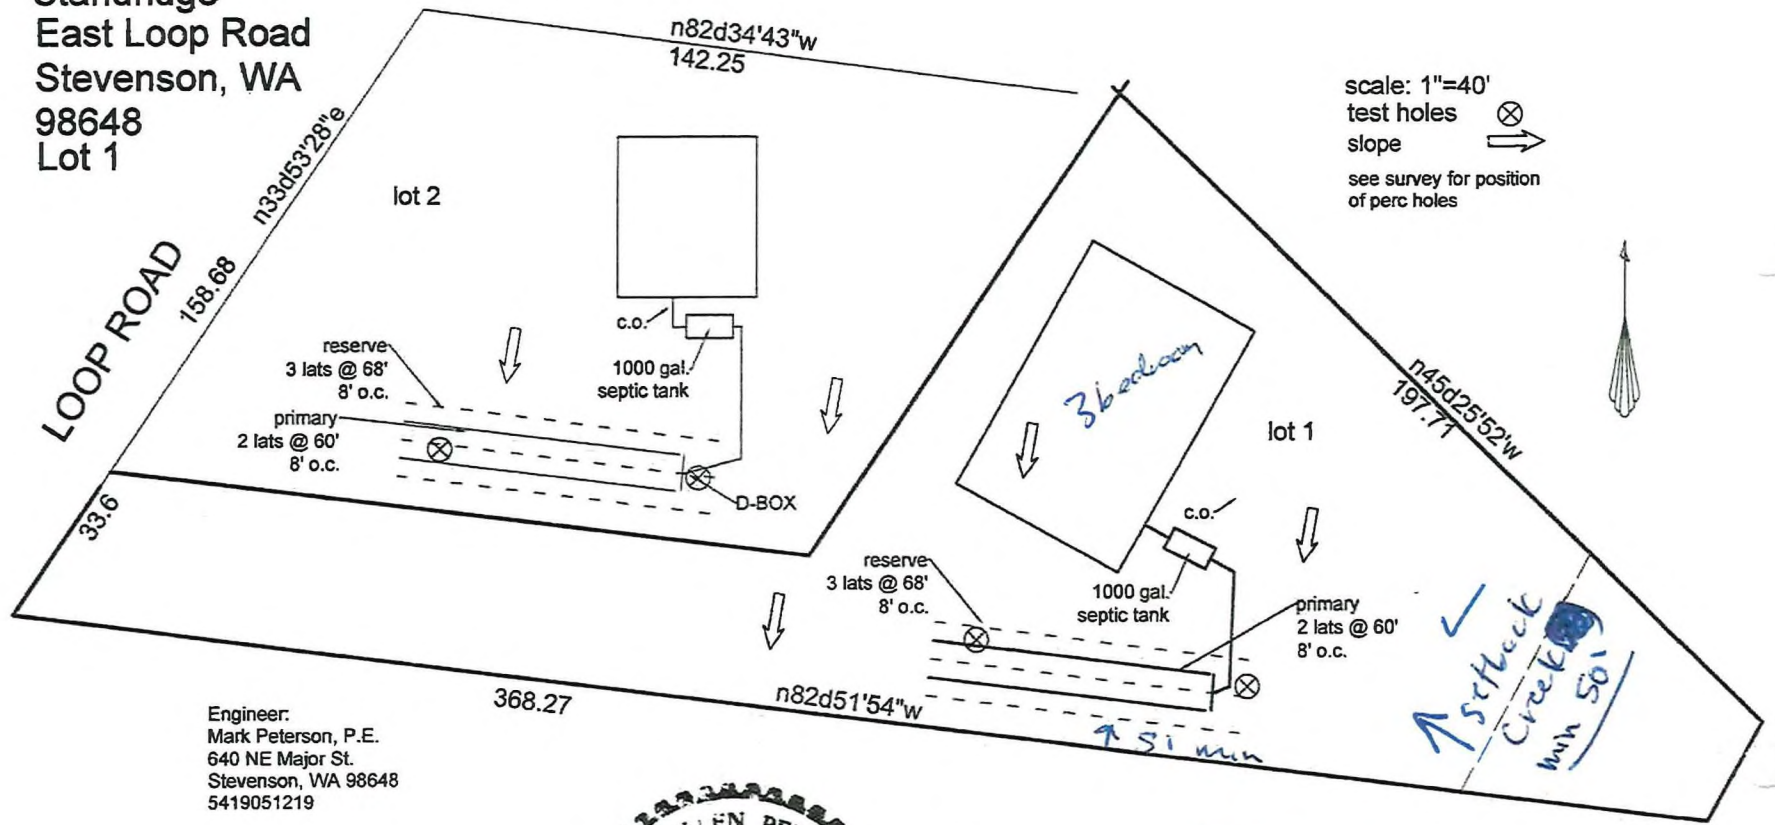 East Loop Road
Stevenson, WA
98648
Lot 1
n82d34'43"w
142.25
scale: 1"=40'
test holes
slope
see survey for position
of perc holes
n33d53'28"e
158.68
LOOP ROAD
33.6
lot 2
c.o.
1000 gal.
septic tank
reserve
3 lats @ 68'
8' o.c.
primary
2 lats @ 60'
8' o.c.
D-BOX
3 bedroom
lot 1
n45d25'52'w
197.71
c.o.
1000 gal.
septic tank
reserve
3 lats @ 68'
8' o.c.
primary
2 lats @ 60'
8' o.c.
setback
Creek
min 50'
5' min
368.27
n82d51'54"w
Engineer:
Mark Peterson, P.E.
640 NE Major St.
Stevenson, WA 98648
5419051219